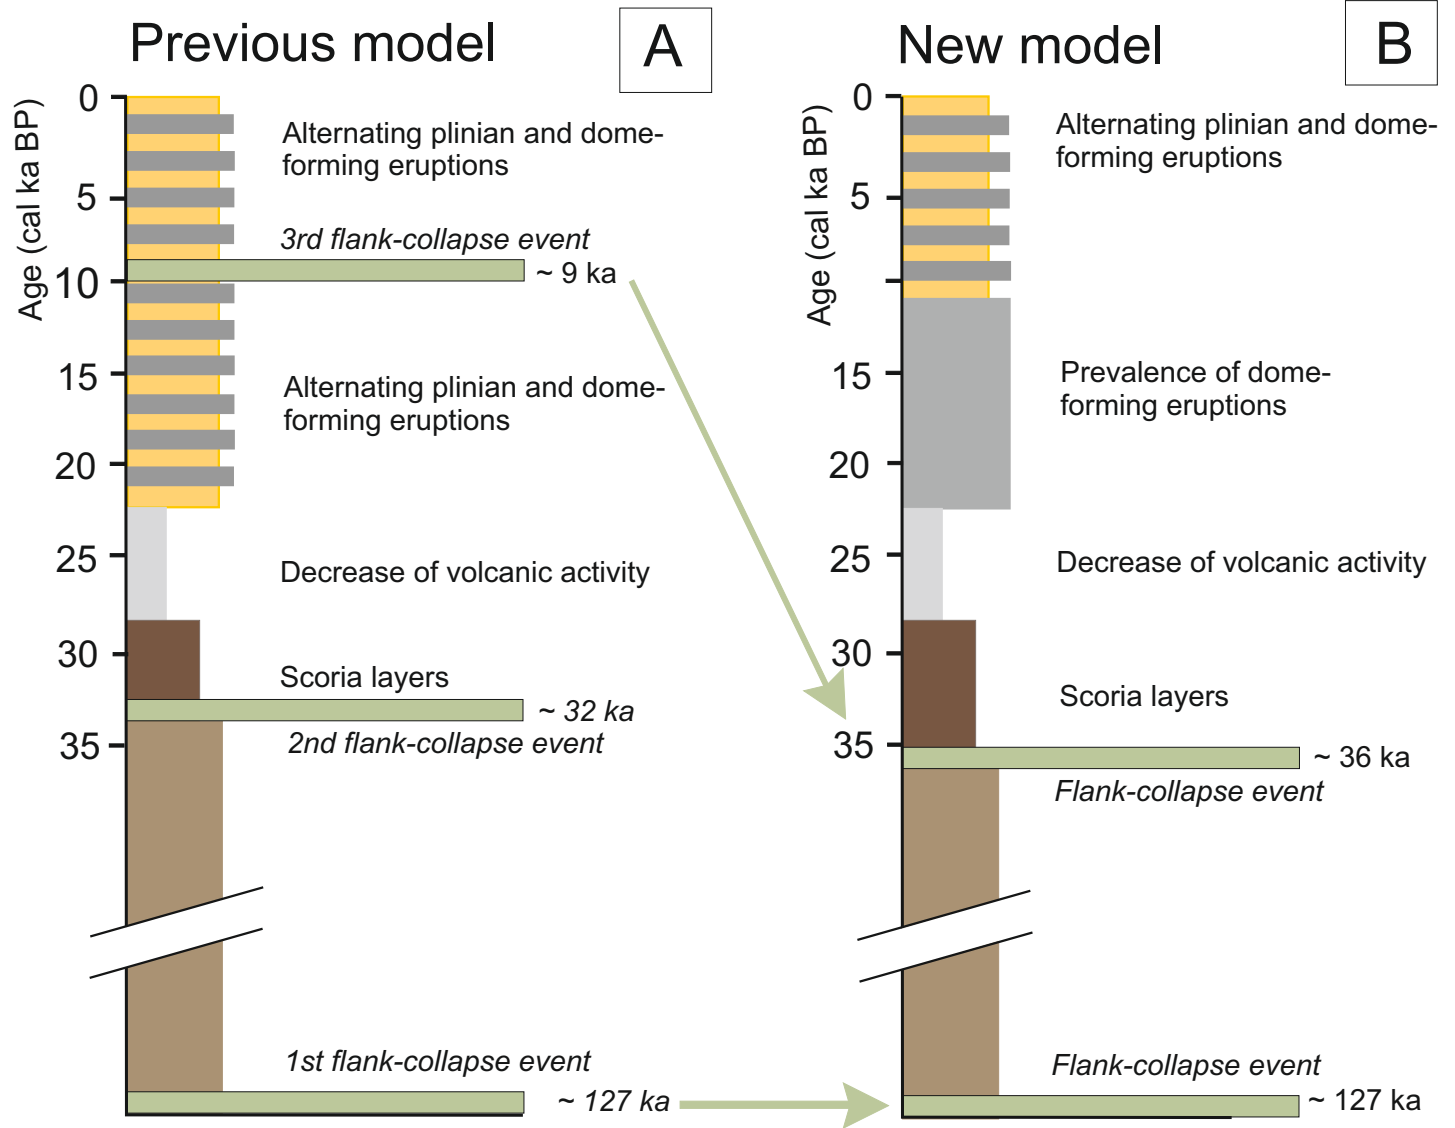 Previous model
A
0
5
10
15
20
25
30
35
Age (cal ka BP)
Alternating plinian and dome-
forming eruptions
3rd flank-collapse event
~ 9 ka
Alternating plinian and dome-
forming eruptions
Decrease of volcanic activity
Scoria layers
~ 32 ka
2nd flank-collapse event
1st flank-collapse event
~ 127 ka
New model
B
0
5
15
20
25
30
35
Age (cal ka BP)
Alternating plinian and dome-
forming eruptions
Prevalence of dome-
forming eruptions
Decrease of volcanic activity
Scoria layers
~ 36 ka
Flank-collapse event
Flank-collapse event
~ 127 ka